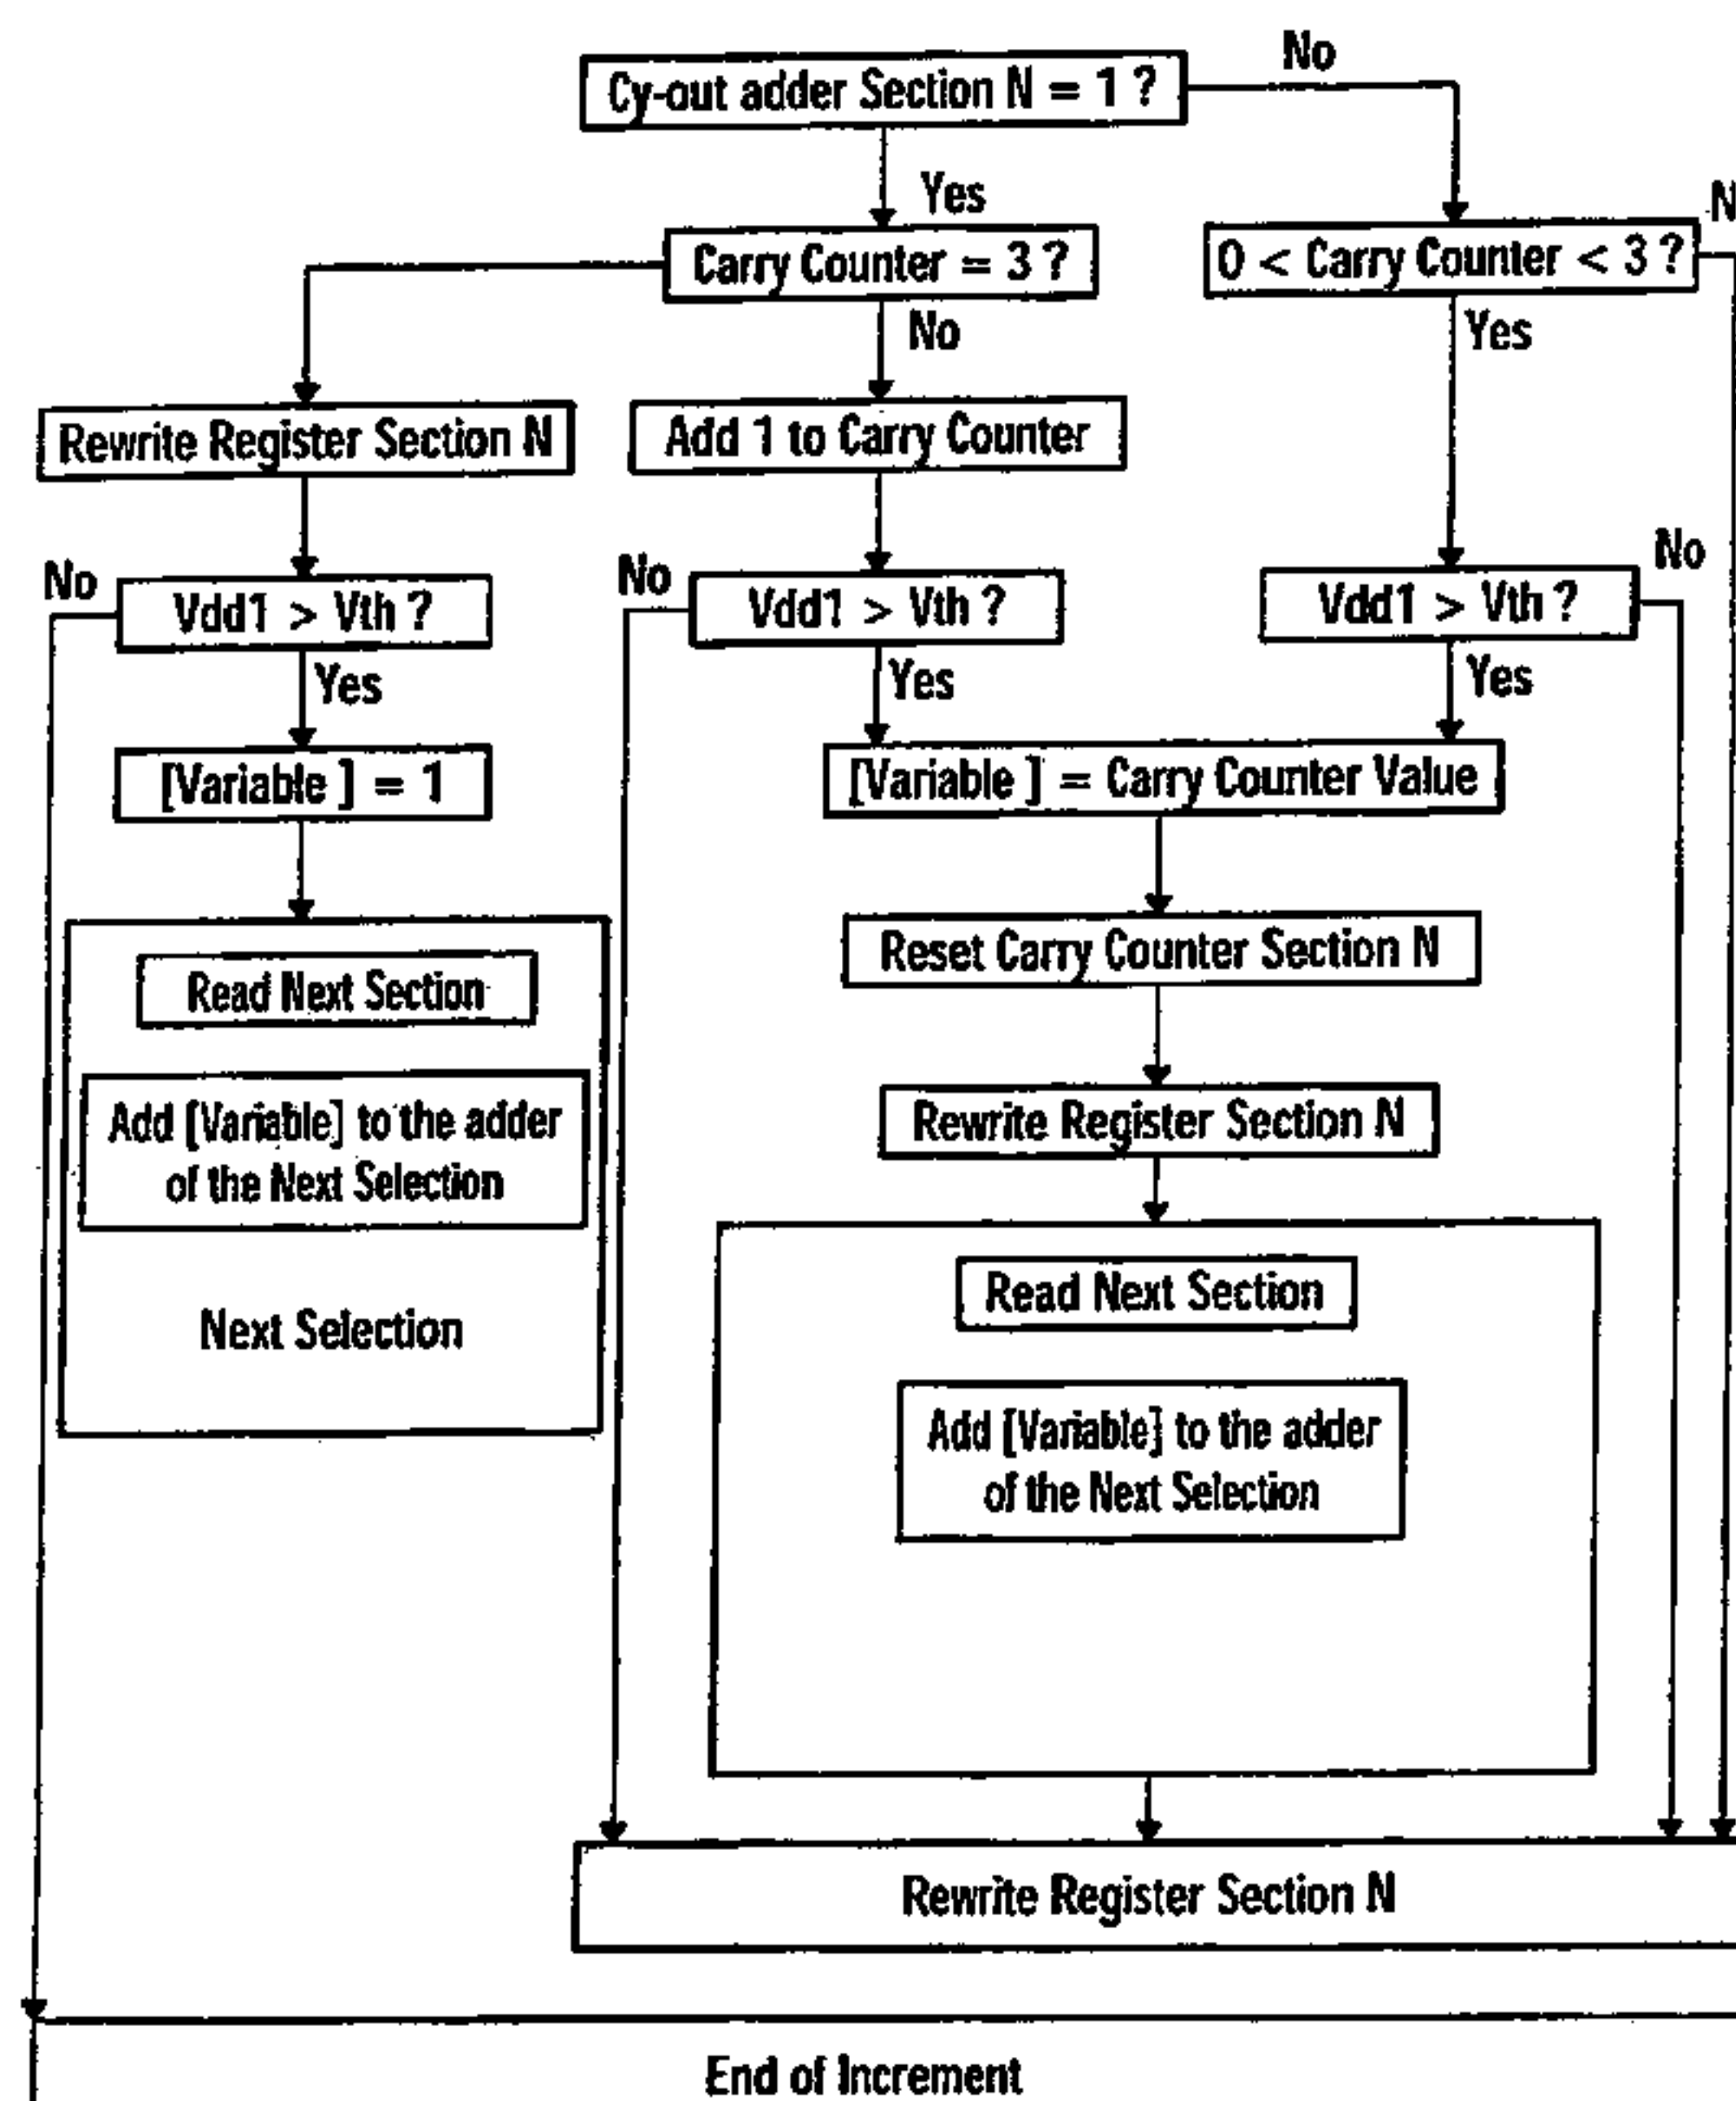 Cy-out adder Section N = 1 ?
No
Yes
Carry Counter = 3 ?
0 < Carry Counter < 3 ?
N
No
Yes
Rewrite Register Section N
Add 1 to Carry Counter
No
Vdd1 > Vth ?
No
Vdd1 > Vth ?
Vdd1 > Vth ?
No
Yes
Yes
Yes
[Variable ] = 1
[Variable ] = Carry Counter Value
Read Next Section
Reset Carry Counter Section N
Add [Variable] to the adder
of the Next Selection
Rewrite Register Section N
Next Selection
Read Next Section
Add [Variable] to the adder
of the Next Selection
Rewrite Register Section N
End of Increment